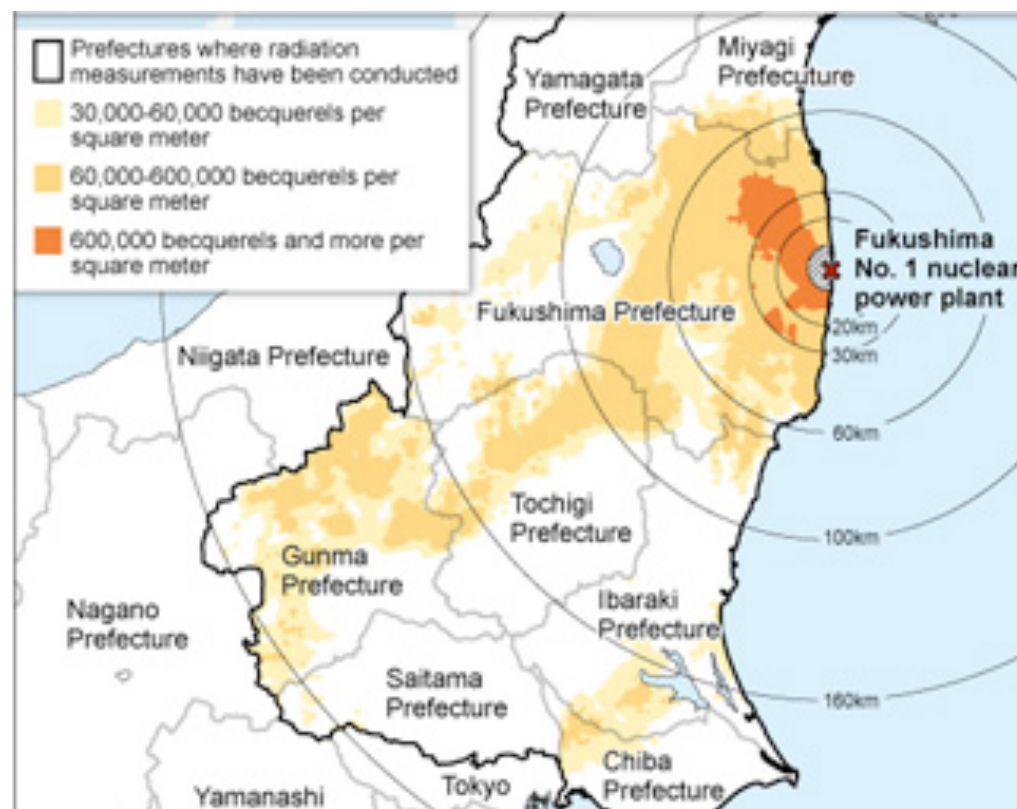 Prefectures where radiation
measurements have been conducted
30,000-60,000 becquerels per
square meter
60,000-600,000 becquerels per
square meter
600,000 becquerels and more per
square meter
Miyagi
Prefecuture
Yamagata
Prefecture
Fukushima
No. 1 nuclear
power plant
Fukushima Prefecture
20km
30km
Niigata Prefecture
60km
Tochigi
Prefecture
100km
Gunma
Prefecture
Nagano
Prefecture
Ibaraki
Prefecture
Saitama
Prefecture
160km
Chiba
Prefecture
Tokyo
Yamanashi